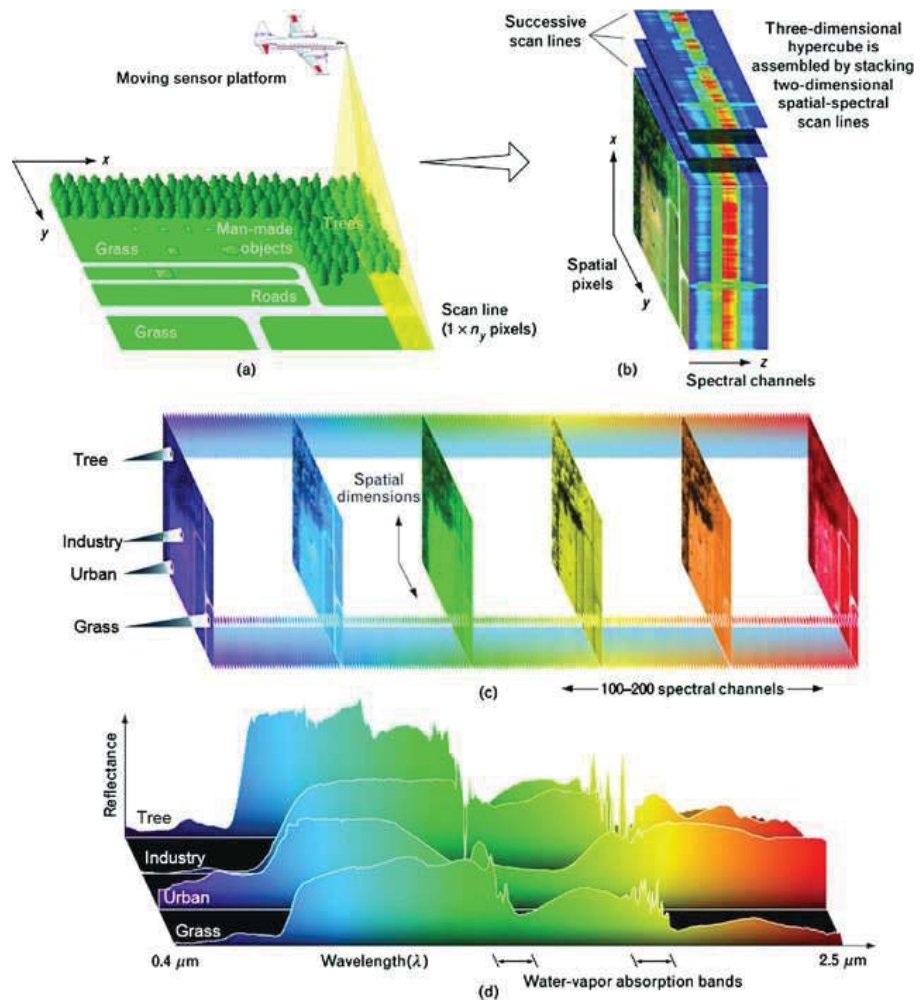 Moving sensor platform
x
y
Trees
Man-made
objects
Grass
Roads
Grass
Scan line
(1 × n_y pixels)
(a)
Successive
scan lines
Three-dimensional
hypercube is
assembled by stacking
two-dimensional
spatial-spectral
scan lines
x
Spatial
pixels
y
z
(b)
Spectral channels
Tree
Industry
Urban
Grass
Spatial
dimensions
(c)
100–200 spectral channels
Reflectance
Tree
Industry
Urban
Grass
0.4 μm
Wavelength(λ)
2.5 μm
Water-vapor absorption bands
(d)